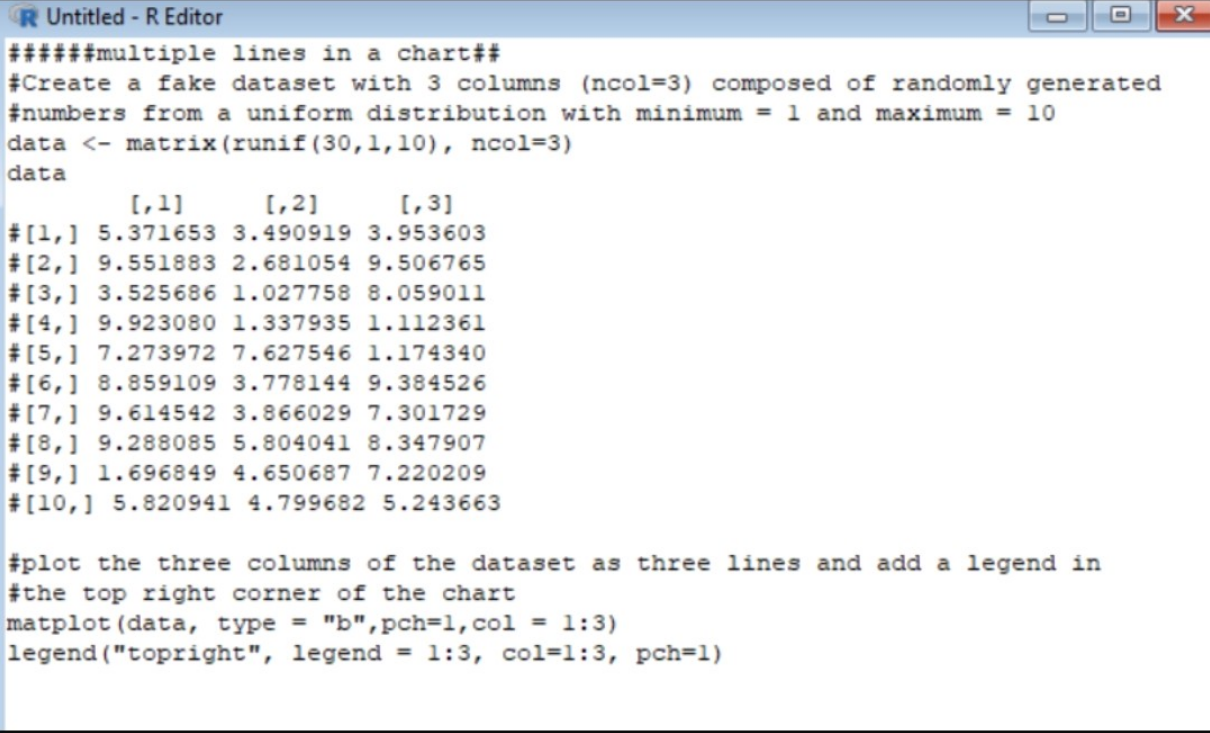 Untitled - R Editor
######multiple lines in a chart##
#Create a fake dataset with 3 columns (ncol=3) composed of randomly generated
#numbers from a uniform distribution with minimum = 1 and maximum = 10
data <- matrix(runif(30,1,10), ncol=3)
data
[,1] [,2] [,3]
#[1,] 5.371653 3.490919 3.953603
#[2,] 9.551883 2.681054 9.506765
#[3,] 3.525686 1.027758 8.059011
#[4,] 9.923080 1.337935 1.112361
#[5,] 7.273972 7.627546 1.174340
#[6,] 8.859109 3.778144 9.384526
#[7,] 9.614542 3.866029 7.301729
#[8,] 9.288085 5.804041 8.347907
#[9,] 1.696849 4.650687 7.220209
#[10,] 5.820941 4.799682 5.243663
#plot the three columns of the dataset as three lines and add a legend in
#the top right corner of the chart
matplot(data, type = "b",pch=1,col = 1:3)
legend("topright", legend = 1:3, col=1:3, pch=1)